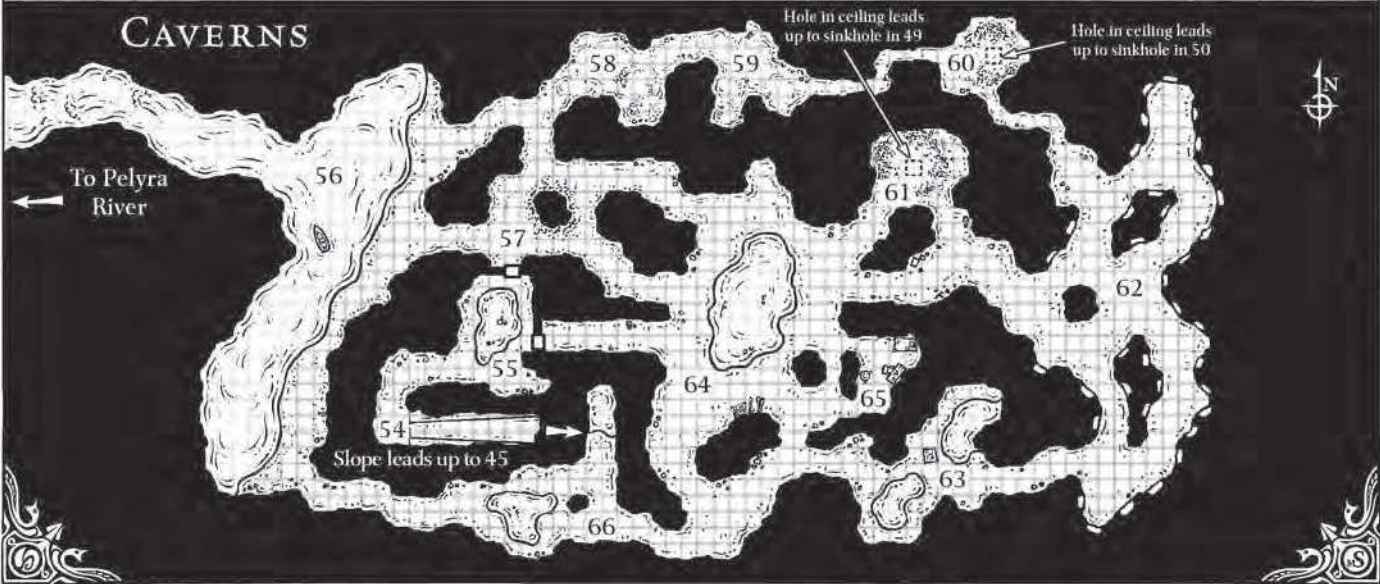 CAVERNS
Hole in ceiling leads
up to sinkhole in 49
Hole in ceiling leads
up to sinkhole in 50
N
58
59
60
56
To Pelyra
River
61
57
62
55
64
65
54
Slope leads up to 45
63
66